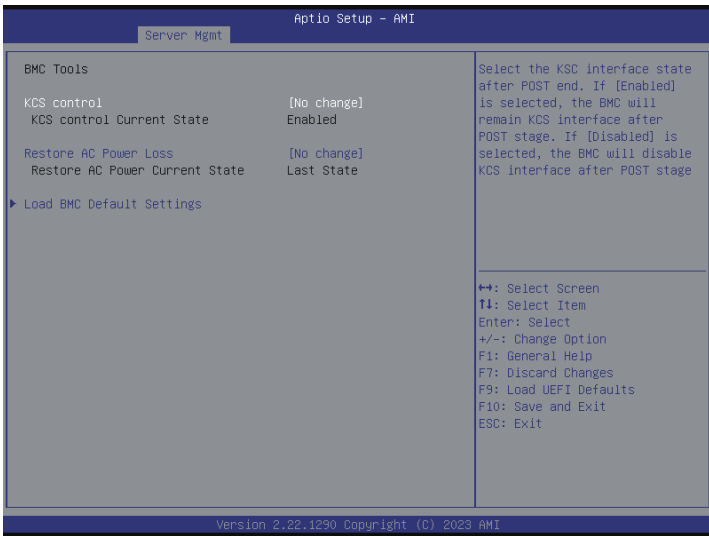 Aptio Setup – AMI
Server Mgmt
BMC Tools
KCS control [No change]
KCS control Current State Enabled
Restore AC Power Loss [No change]
Restore AC Power Current State Last State
Load BMC Default Settings
Select the KSC interface state
after POST end. If [Enabled]
is selected, the BMC will
remain KCS interface after
POST stage. If [Disabled] is
selected, the BMC will disable
KCS interface after POST stage
↔: Select Screen
↑↓: Select Item
Enter: Select
+/-: Change Option
F1: General Help
F7: Discard Changes
F9: Load UEFI Defaults
F10: Save and Exit
ESC: Exit
Version 2.22.1290 Copyright (C) 2023 AMI